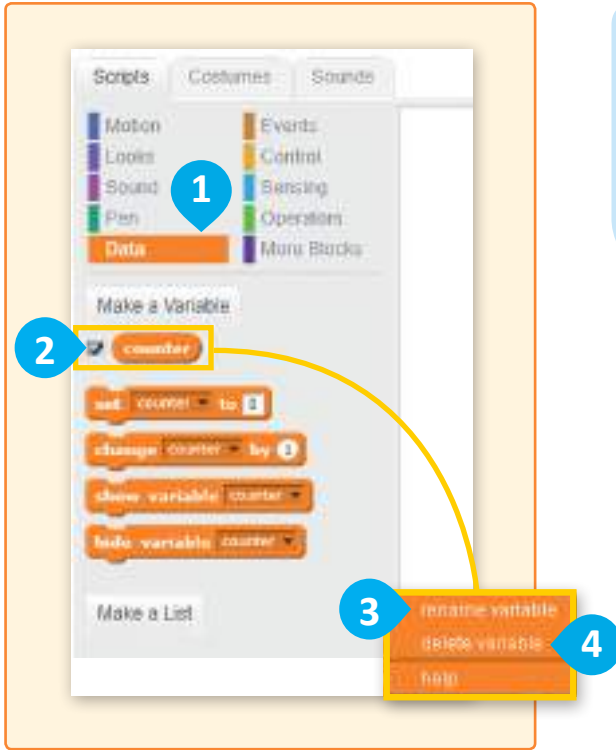 Scripts Costumes Sounds
Motion Events
Looks Control
Sound Sensing
Pen Operators
Data More Blocks
1
Make a Variable
2
counter
set counter to 0
change counter by 1
show variable counter
hide variable counter
Make a List
3
rename variable
delete variable
4
help